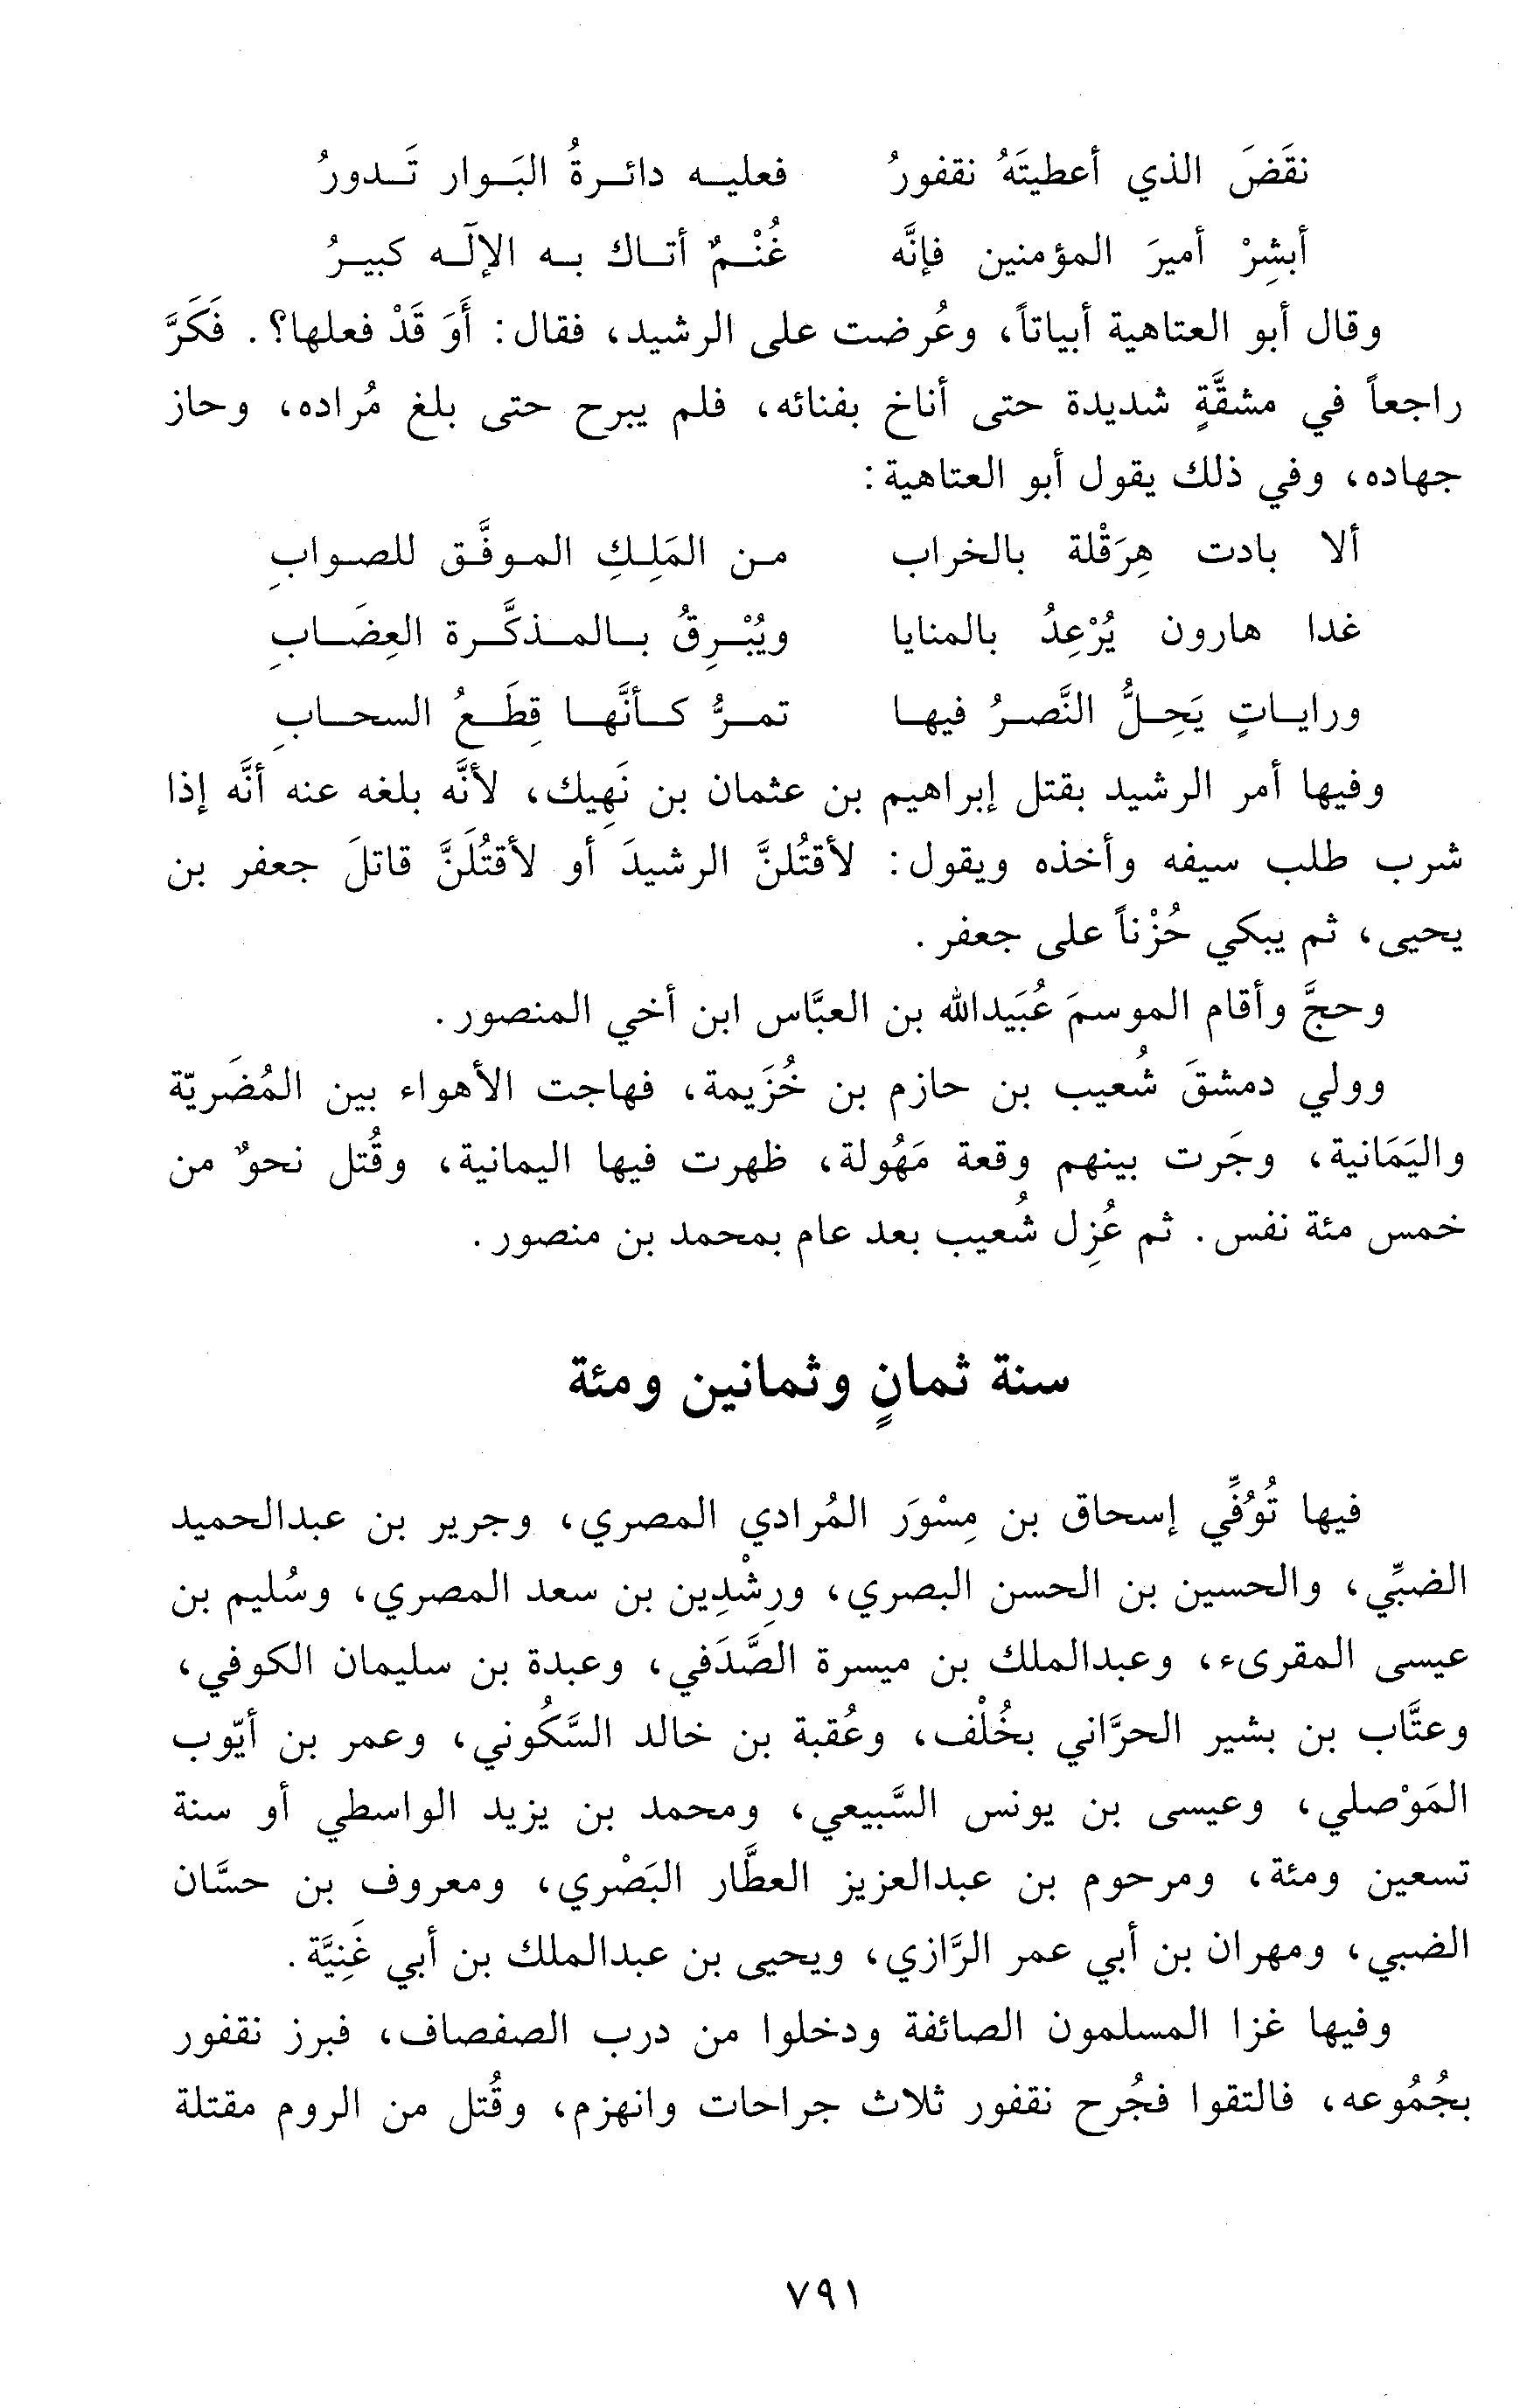 نقَضَ الذي أعطيتَهُ نقفورُ فعليه دائرةُ البَوار تَدورُ
أبشِرْ أميرَ المؤمنين فإنَّه غُنْمٌ أتاك به الإلَه كبيرُ
وقال أبو العتاهية أبياتاً، وعُرضت على الرشيد، فقال: أَوَ قَدْ فعلها؟. فَكَرَّ
راجعاً في مشقَّةٍ شديدة حتى أناخ بفنائه، فلم يبرح حتى بلغ مُراده، وحاز
جهاده، وفي ذلك يقول أبو العتاهية:
ألا بادت هِرَقْلة بالخراب من المَلِكِ الموفَّق للصوابِ
غدا هارون يُرْعِدُ بالمنايا ويُبْرِقُ بالمذكَّرة العِضَابِ
وراياتٍ يَحِلُّ النَّصرُ فيها تمرُّ كأنَّها قِطَعُ السحابِ
وفيها أمر الرشيد بقتل إبراهيم بن عثمان بن نَهِيك، لأنَّه بلغه عنه أنَّه إذا
شرب طلب سيفه وأخذه ويقول: لأقتُلنَّ الرشيدَ أو لأقتُلَنَّ قاتلَ جعفر بن
يحيى، ثم يبكي حُزْناً على جعفر.
وحجَّ وأقام الموسمَ عُبَيدالله بن العبَّاس ابن أخي المنصور.
وولي دمشقَ شُعيب بن حازم بن خُزَيمة، فهاجت الأهواء بين المُضَريّة
واليَمَانية، وجَرت بينهم وقعة مَهُولة، ظهرت فيها اليمانية، وقُتل نحوٌ من
خمس مئة نفس. ثم عُزِل شُعيب بعد عام بمحمد بن منصور.
سنة ثمانٍ وثمانين ومئة
فيها تُوُفِّي إسحاق بن مِسْوَر المُرادي المصري، وجرير بن عبدالحميد
الضبِّي، والحسين بن الحسن البصري، ورِشْدِين بن سعد المصري، وسُليم بن
عيسى المقرىء، وعبدالملك بن ميسرة الصَّدَفي، وعبدة بن سليمان الكوفي،
وعتَّاب بن بشير الحرَّاني بخُلْف، وعُقبة بن خالد السَّكُوني، وعمر بن أيّوب
المَوْصلي، وعيسى بن يونس السَّبيعي، ومحمد بن يزيد الواسطي أو سنة
تسعين ومئة، ومرحوم بن عبدالعزيز العطَّار البَصْري، ومعروف بن حسَّان
الضبي، ومهران بن أبي عمر الرَّازي، ويحيى بن عبدالملك بن أبي غَنِيَّة.
وفيها غزا المسلمون الصائفة ودخلوا من درب الصفصاف، فبرز نقفور
بجُمُوعه، فالتقوا فجُرح نقفور ثلاث جراحات وانهزم، وقُتل من الروم مقتلة
٧٩١